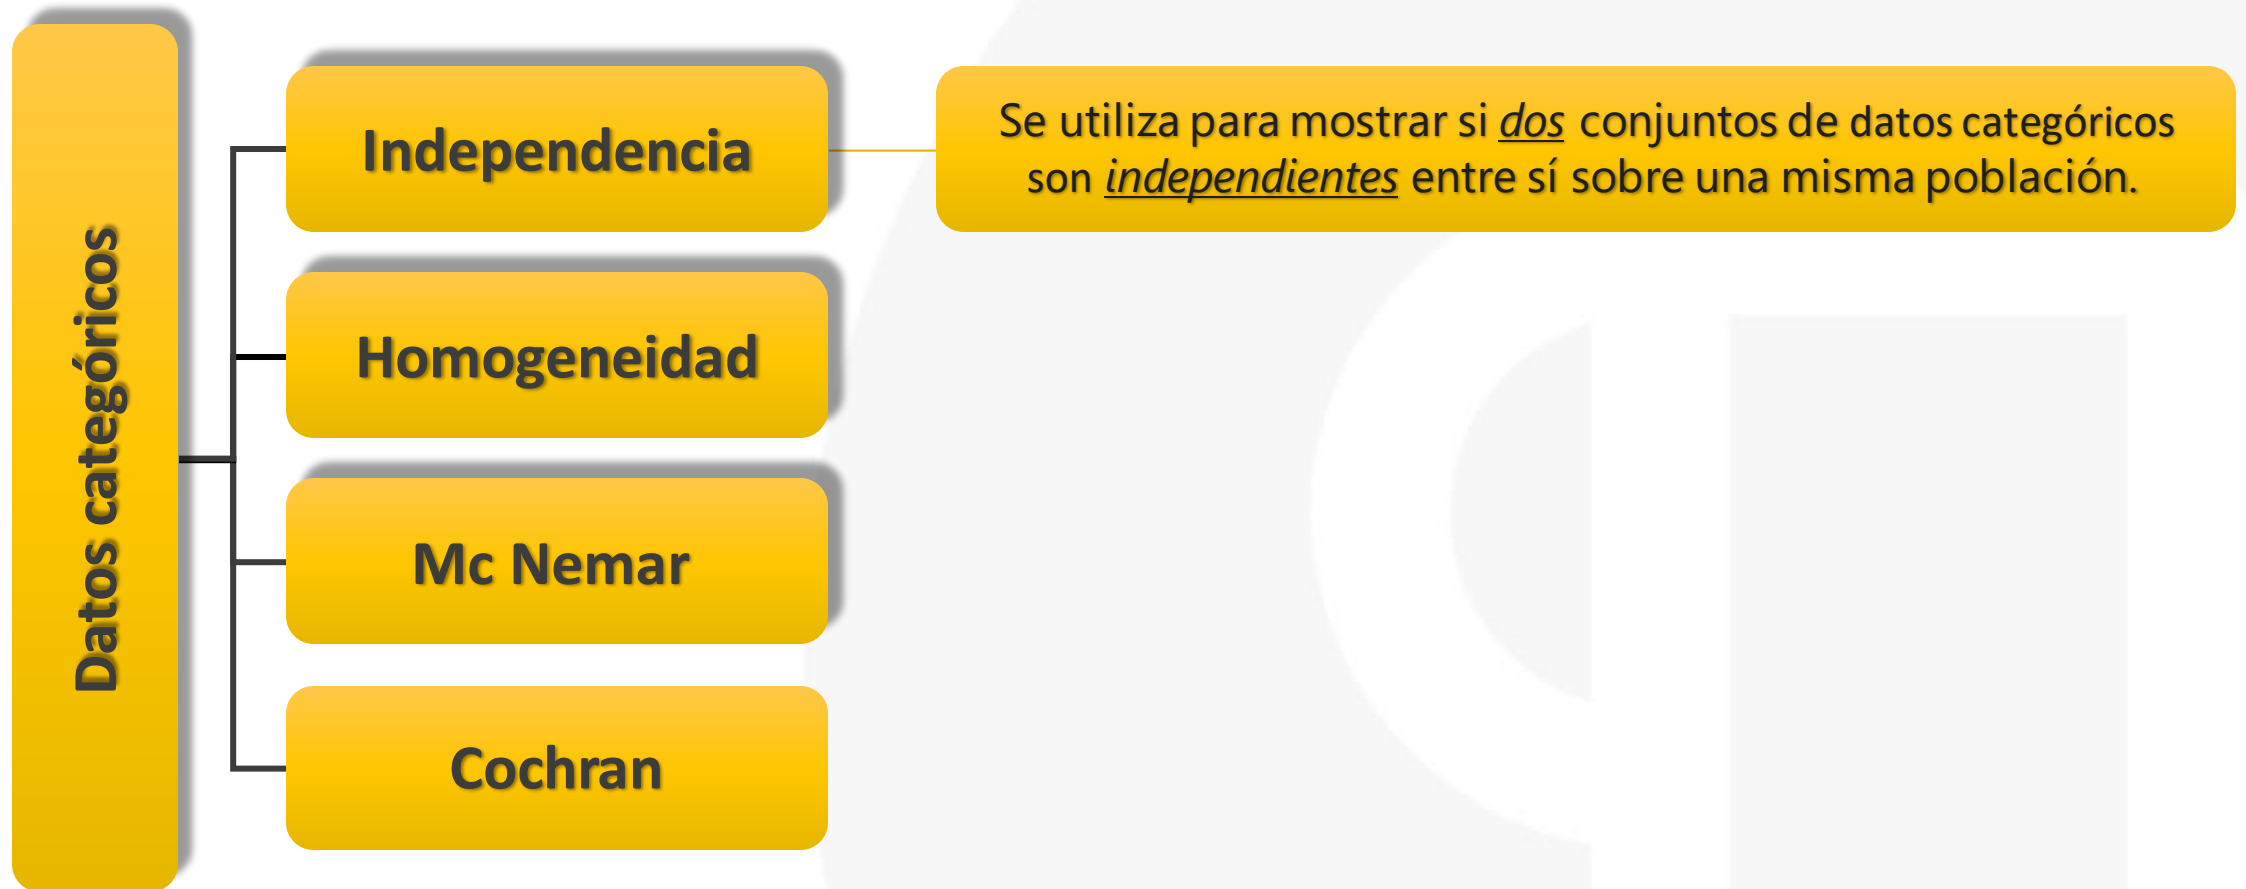 Datos categóricos
Independencia
Se utiliza para mostrar si dos conjuntos de datos categóricos
son independientes entre sí sobre una misma población.
Homogeneidad
Mc Nemar
Cochran